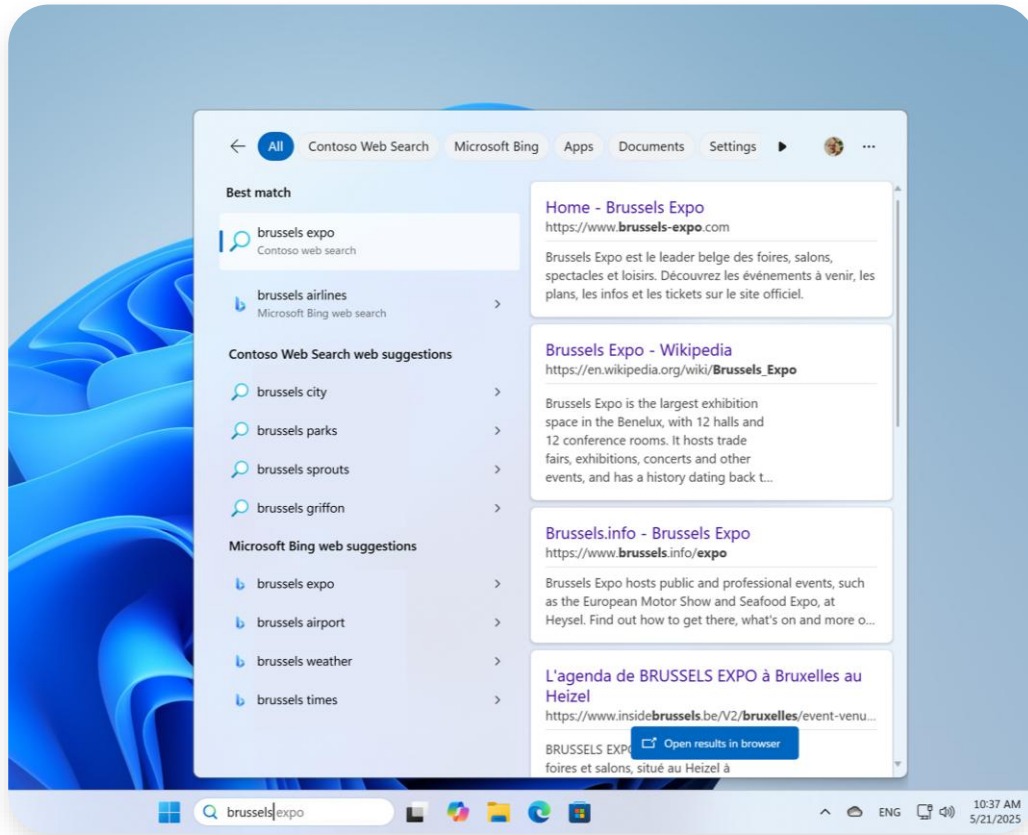 All
Contoso Web Search
Microsoft Bing
Apps
Documents
Settings
...
Best match
brussels expo
Contoso web search
brussels airlines
Microsoft Bing web search
Contoso Web Search web suggestions
brussels city
brussels parks
brussels sprouts
brussels griffon
Microsoft Bing web suggestions
brussels expo
brussels airport
brussels weather
brussels times
Home - Brussels Expo
https://www.brussels-expo.com
Brussels Expo est le leader belge des foires, salons,
spectacles et loisirs. Découvrez les événements à venir, les
plans, les infos et les tickets sur le site officiel.
Brussels Expo - Wikipedia
https://en.wikipedia.org/wiki/Brussels_Expo
Brussels Expo is the largest exhibition
space in the Benelux, with 12 halls and
12 conference rooms. It hosts trade
fairs, exhibitions, concerts and other
events, and has a history dating back t...
Brussels.info - Brussels Expo
https://www.brussels.info/expo
Brussels Expo hosts public and professional events, such
as the European Motor Show and Seafood Expo, at
Heysel. Find out how to get there, what's on and more o...
L'agenda de BRUSSELS EXPO à Bruxelles au
Heizel
https://www.insidebrussels.be/V2/bruxelles/event-venu...
BRUSSELS EXP
Open results in browser
foires et salons, situé au Heizel à
brussels expo
ENG
10:37 AM
5/21/2025